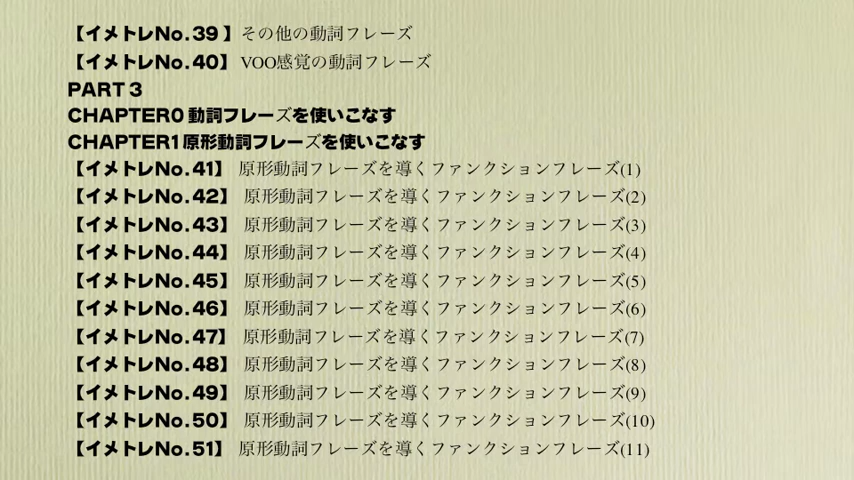 【イメトレNo.39 】その他の動詞フレーズ
【イメトレNo.40】 VOO感覚の動詞フレーズ
PART 3
CHAPTER0 動詞フレーズを使いこなす
CHAPTER1 原形動詞フレーズを使いこなす
【イメトレNo.41】 原形動詞フレーズを導くファンクションフレーズ(1)
【イメトレNo.42】 原形動詞フレーズを導くファンクションフレーズ(2)
【イメトレNo.43】 原形動詞フレーズを導くファンクションフレーズ(3)
【イメトレNo.44】 原形動詞フレーズを導くファンクションフレーズ(4)
【イメトレNo.45】 原形動詞フレーズを導くファンクションフレーズ(5)
【イメトレNo.46】 原形動詞フレーズを導くファンクションフレーズ(6)
【イメトレNo.47】 原形動詞フレーズを導くファンクションフレーズ(7)
【イメトレNo.48】 原形動詞フレーズを導くファンクションフレーズ(8)
【イメトレNo.49】 原形動詞フレーズを導くファンクションフレーズ(9)
【イメトレNo.50】 原形動詞フレーズを導くファンクションフレーズ(10)
【イメトレNo.51】 原形動詞フレーズを導くファンクションフレーズ(11)